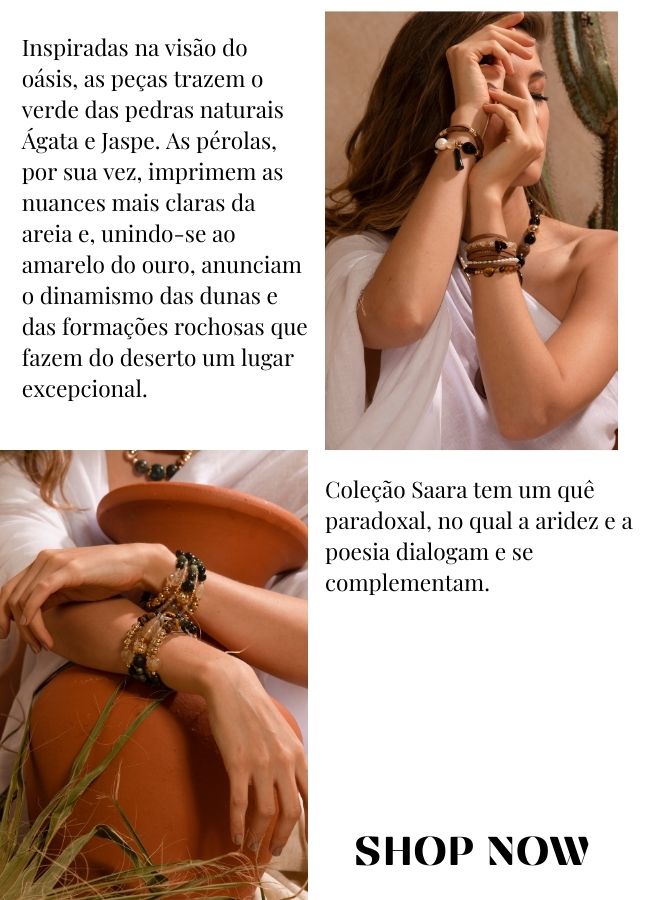 Inspiradas na visão do
oásis, as peças trazem o
verde das pedras naturais
Ágata e Jaspe. As pérolas,
por sua vez, imprimem as
nuances mais claras da
areia e, unindo-se ao
amarelo do ouro, anunciam
o dinamismo das dunas e
das formações rochosas que
fazem do deserto um lugar
excepcional.
Coleção Saara tem um quê
paradoxal, no qual a aridez e a
poesia dialogam e se
complementam.
SHOP NOW